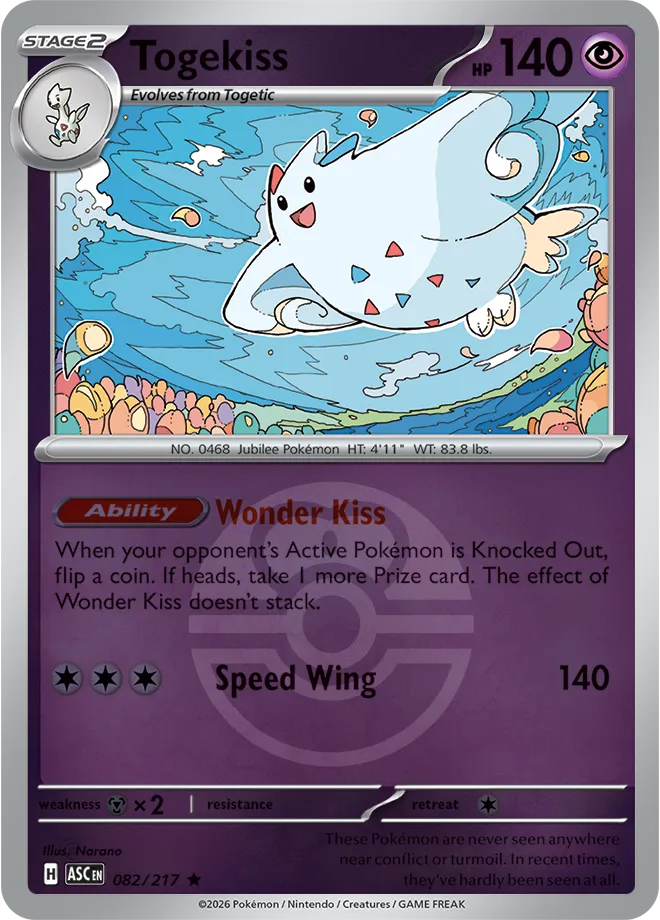 STAGE2
Togekiss
HP 140
Evolves from Togetic
NO. 0468 Jubilee Pokémon HT: 4'11" WT: 83.8 lbs.
Ability Wonder Kiss
When your opponent's Active Pokémon is Knocked Out,
flip a coin. If heads, take 1 more Prize card. The effect of
Wonder Kiss doesn't stack.
Speed Wing 140
weakness ×2 resistance retreat
Illus. Narano
These Pokémon are never seen anywhere
near conflict or turmoil. In recent times,
they've hardly been seen at all.
H ASC EN 082/217 ★
©2026 Pokémon / Nintendo / Creatures / GAME FREAK